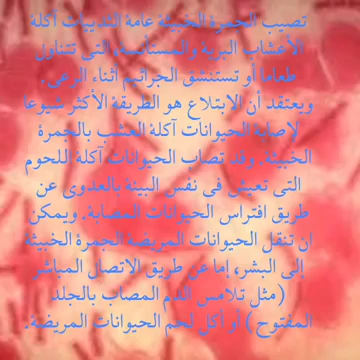 تصيب الجمرة الخبيثة عامة الثدييات آكلة
الأعشاب البرية والمستأنسة، التي تتناول
طعاما أو تستنشق الجراثيم أثناء الرعي.
ويعتقد أن الابتلاع هو الطريقة الأكثر شيوعا
لإصابة الحيوانات آكلة العشب بالجمرة
الخبيثة. وقد تصاب الحيوانات آكلة اللحوم
التي تعيش في نفس البيئة بالعدوى عن
طريق افتراس الحيوانات المصابة. ويمكن
ان تنقل الحيوانات المريضة الجمرة الخبيثة
إلى البشر، إما عن طريق الاتصال المباشر
(مثل تلامس الدم المصاب بالجلد
المفتوح) أو أكل لحم الحيوانات المريضة.